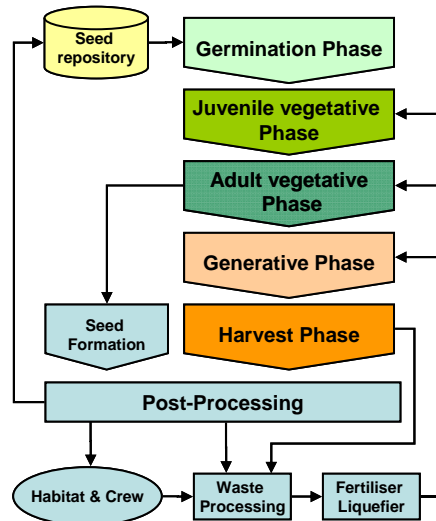 Seed
repository
Germination Phase
Juvenile vegetative
Phase
Adult vegetative
Phase
Generative Phase
Seed
Formation
Harvest Phase
Post-Processing
Habitat & Crew
Waste
Processing
Fertiliser
Liquefier